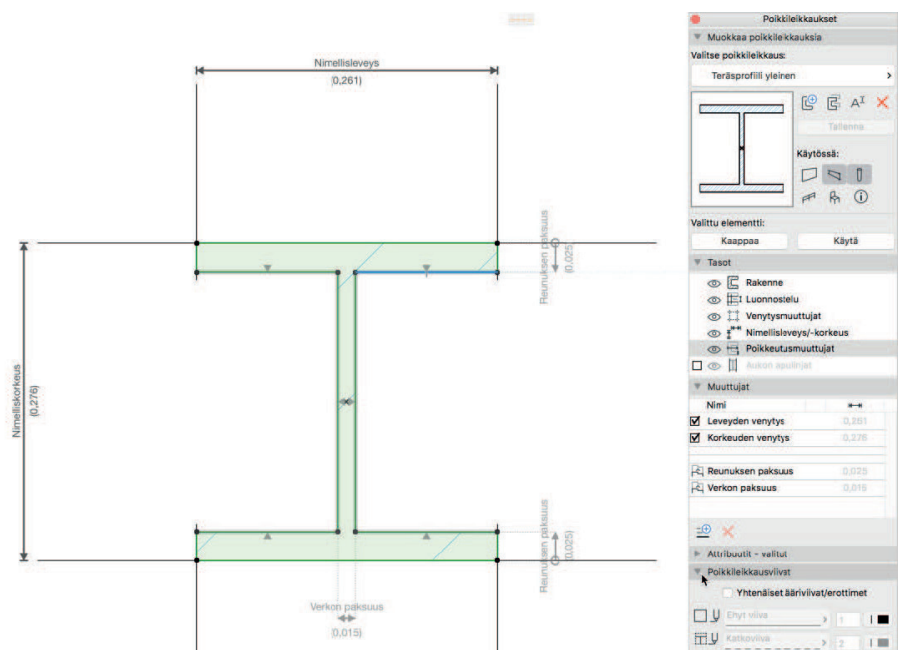 Nimellisleveys
(0,261)
Reunuksen paksuus
(0,025)
Nimelliskorkeus
(0,276)
Reunuksen paksuus
(0,025)
Verkon paksuus
(0,015)
Poikkileikkaukset
Muokkaa poikkileikkauksia
Valitse poikkileikkaus:
Teräsprofiili yleinen
Tallenna
Käytössä:
Valittu elementti:
Kaappaa Käytä
Tasot
Rakenne
Luonnostelu
Venytysmuuttujat
Nimellisleveys/-korkeus
Poikkeutusmuuttujat
Aukon apulinjat
Muuttujat
Nimi
Leveyden venytys 0,261
Korkeuden venytys 0,276
Reunuksen paksuus 0,025
Verkon paksuus 0,015
Attribuutit - valitut
Poikkileikkausviivat
Yhtenäiset ääriviivat/erottimet
Ehyt viiva 1
Katkoviiva 2